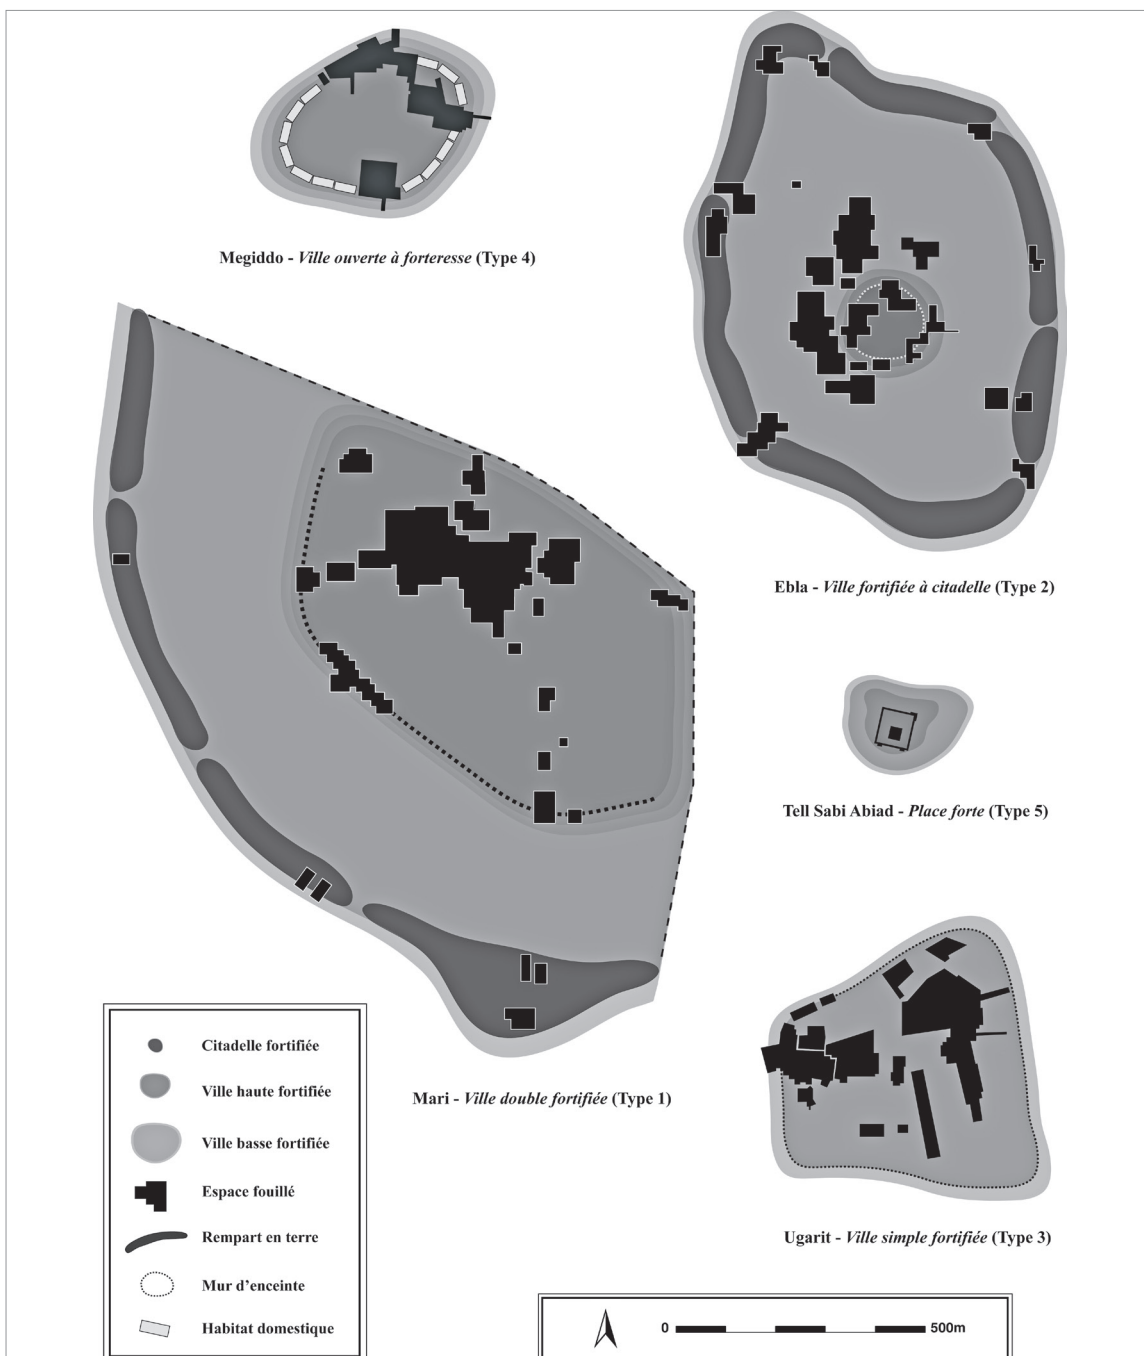 Megiddo - Ville ouverte à forteresse (Type 4)
Ebla - Ville fortifiée à citadelle (Type 2)
Tell Sabi Abiad - Place forte (Type 5)
Mari - Ville double fortifiée (Type 1)
Ugarit - Ville simple fortifiée (Type 3)
Citadelle fortifiée
Ville haute fortifiée
Ville basse fortifiée
Espace fouillé
Rempart en terre
Mur d'enceinte
Habitat domestique
0 500m